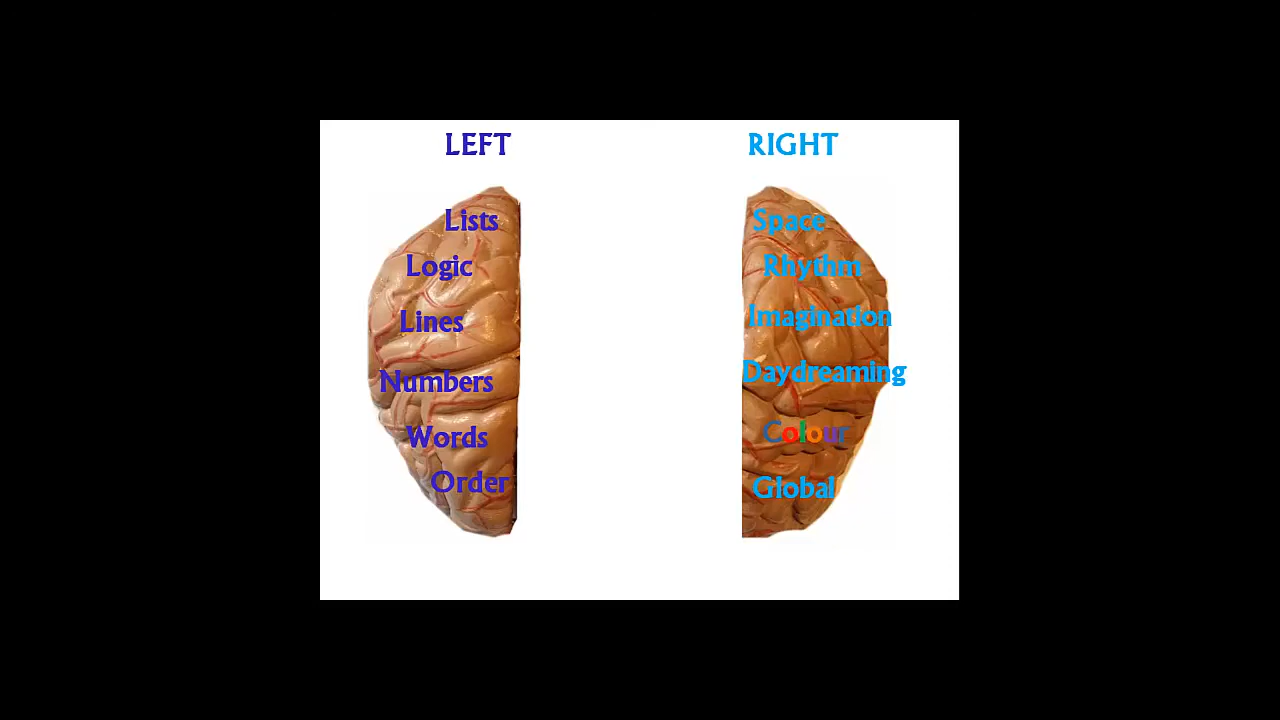 LEFT
Lists
Logic
Lines
Numbers
Words
Order
RIGHT
Space
Rhythm
Imagination
Daydreaming
Colour
Global